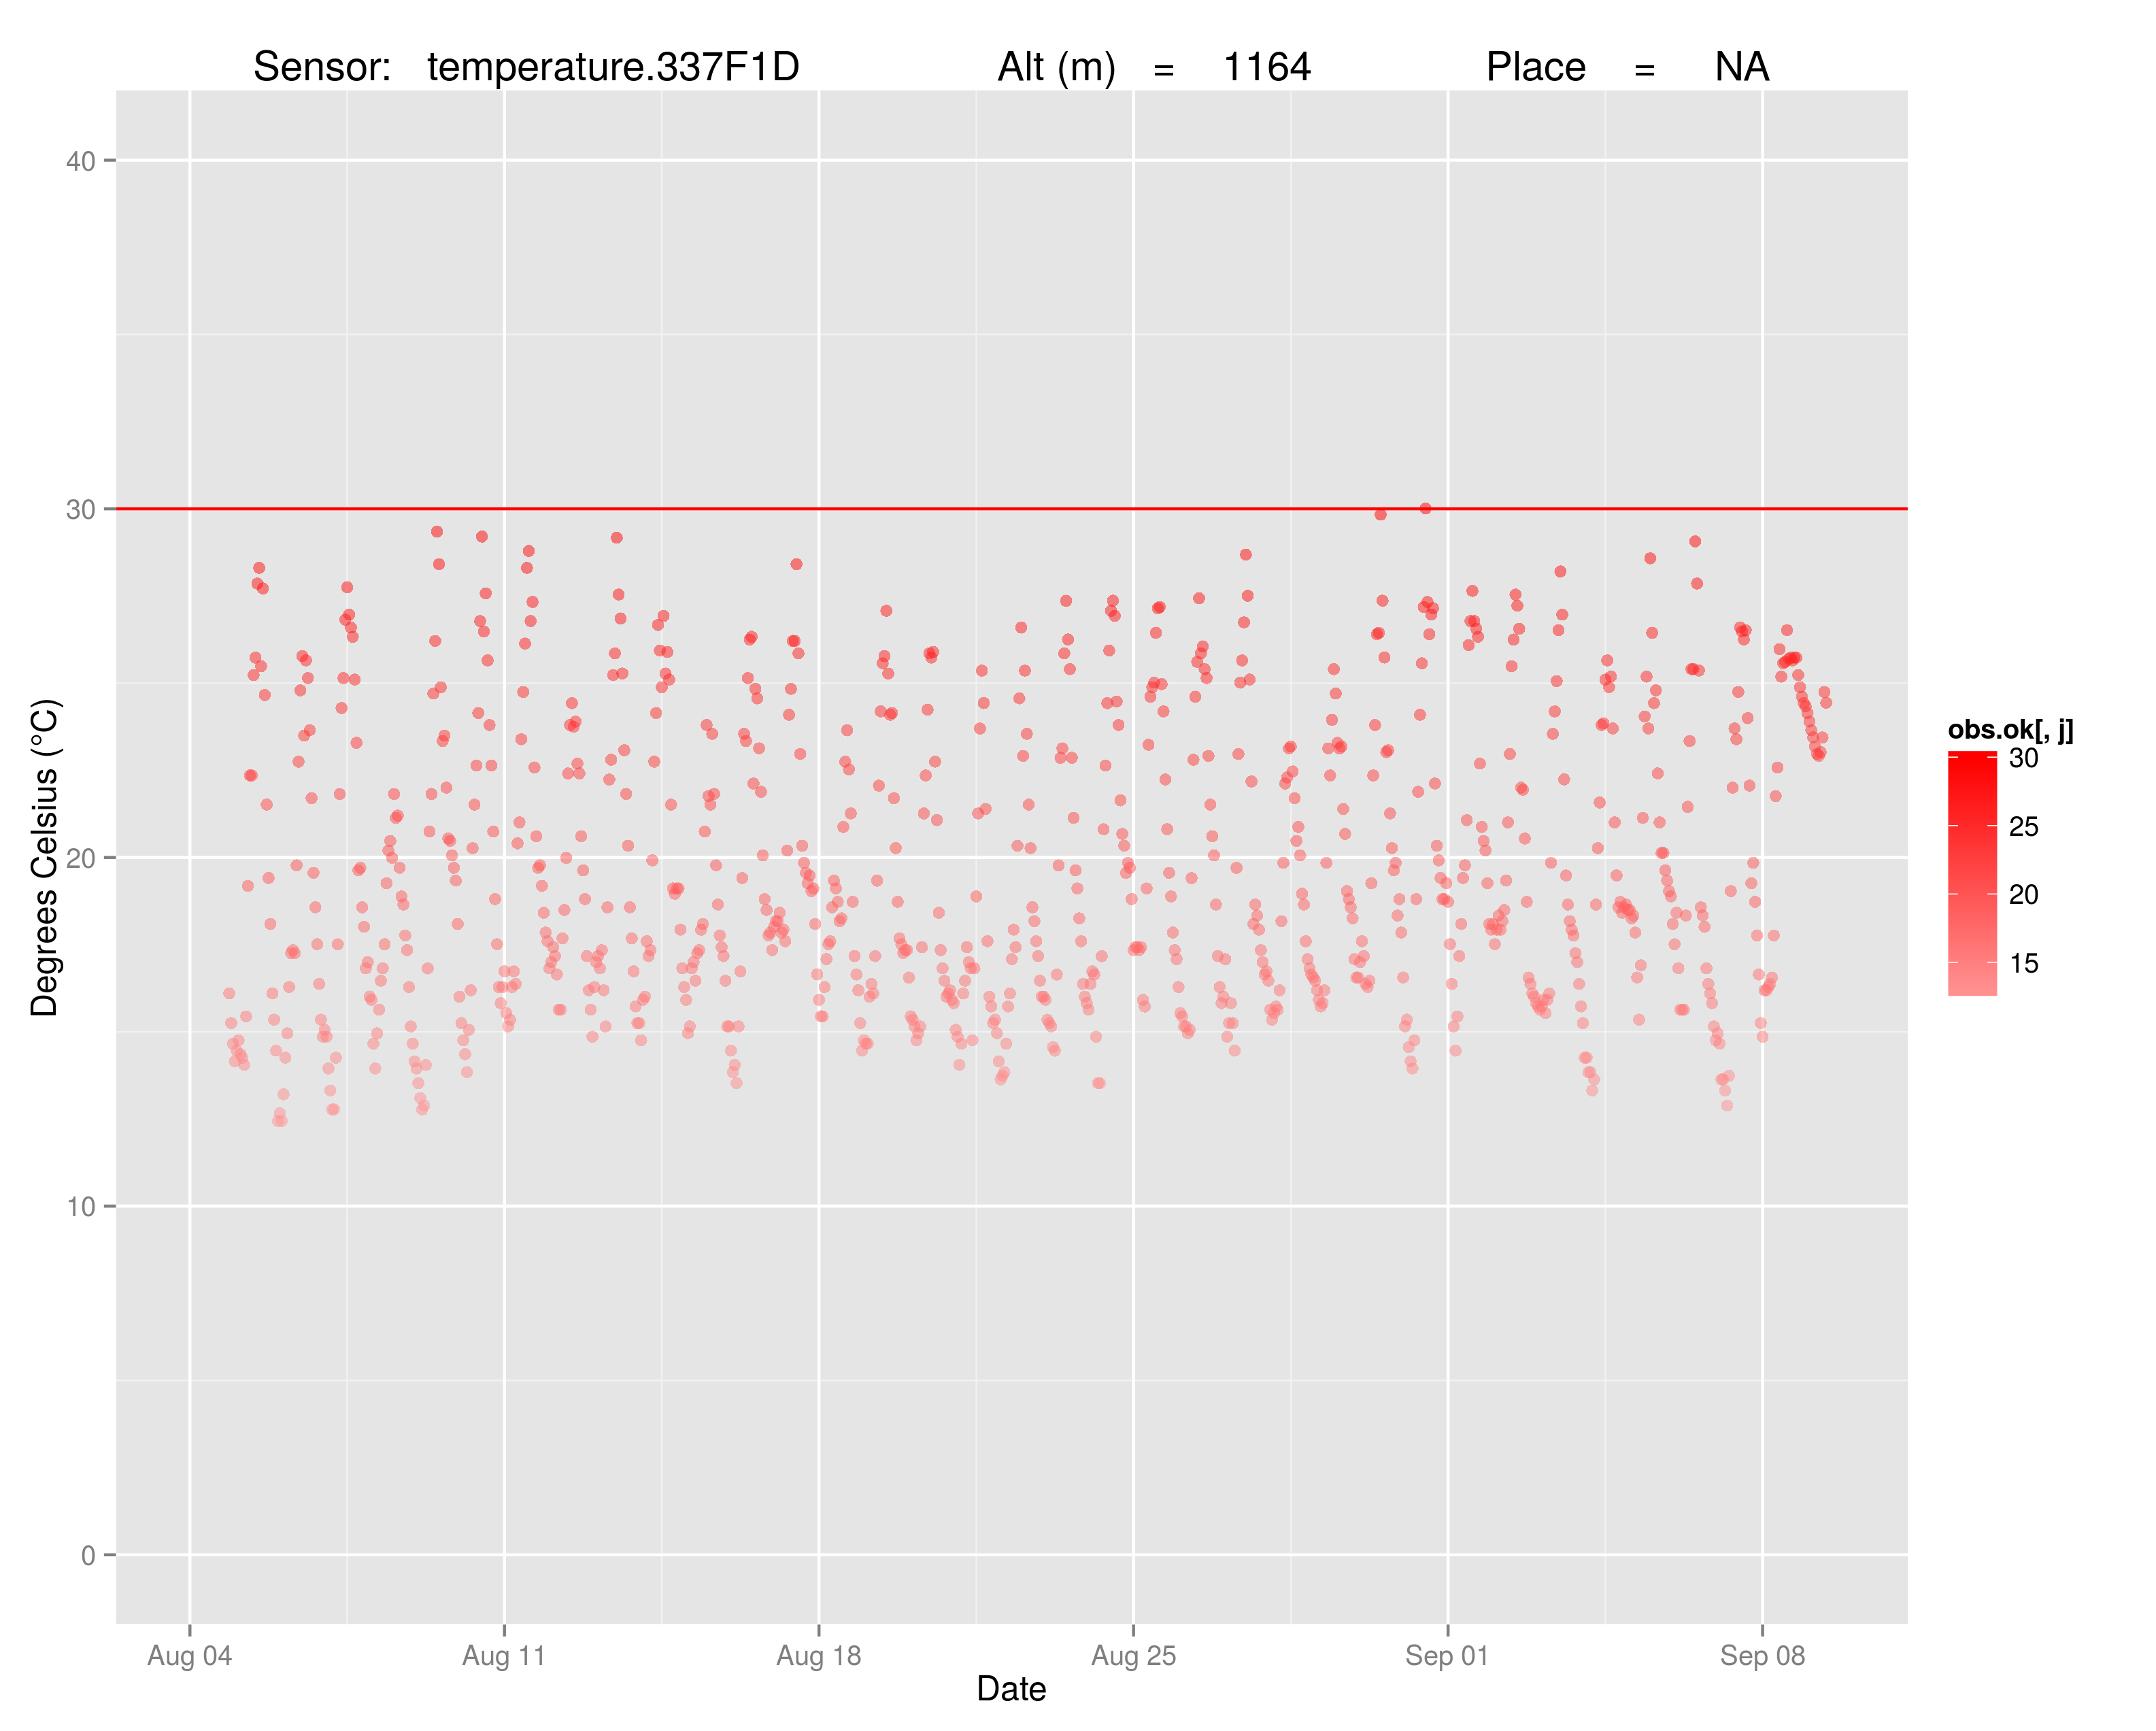 Sensor: temperature.337F1D Alt (m) = 1164 Place = NA
40
30
20
10
0
Degrees Celsius (°C)
Aug 04 Aug 11 Aug 18 Aug 25 Sep 01 Sep 08
Date
obs.ok[, j]
30
25
20
15